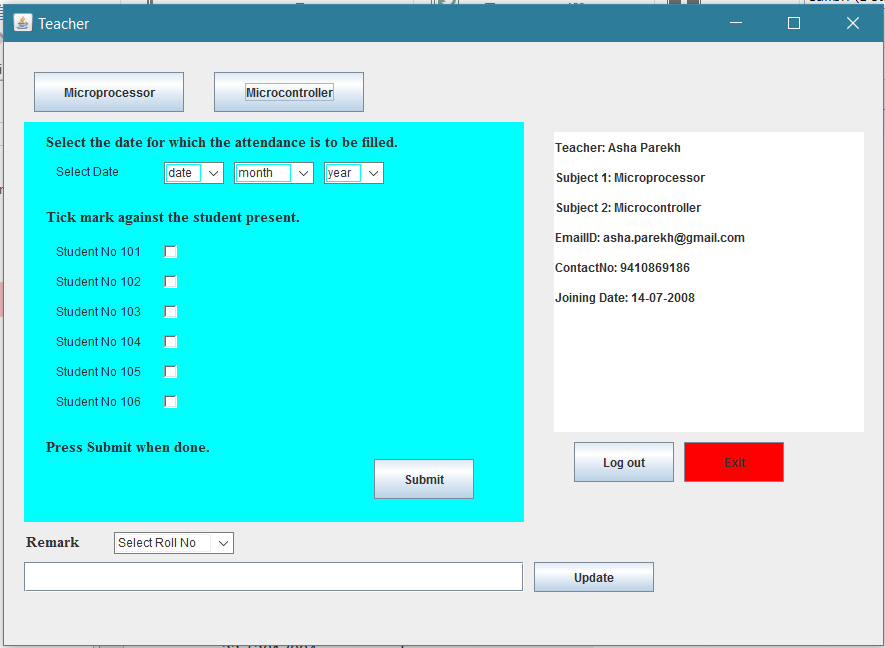 Teacher
Microprocessor
Microcontroller
Select the date for which the attendance is to be filled.
Select Date
date
month
year
Tick mark against the student present.
Student No 101
Student No 102
Student No 103
Student No 104
Student No 105
Student No 106
Press Submit when done.
Submit
Teacher: Asha Parekh
Subject 1: Microprocessor
Subject 2: Microcontroller
EmailID: asha.parekh@gmail.com
ContactNo: 9410869186
Joining Date: 14-07-2008
Log out
Exit
Remark
Select Roll No
Update